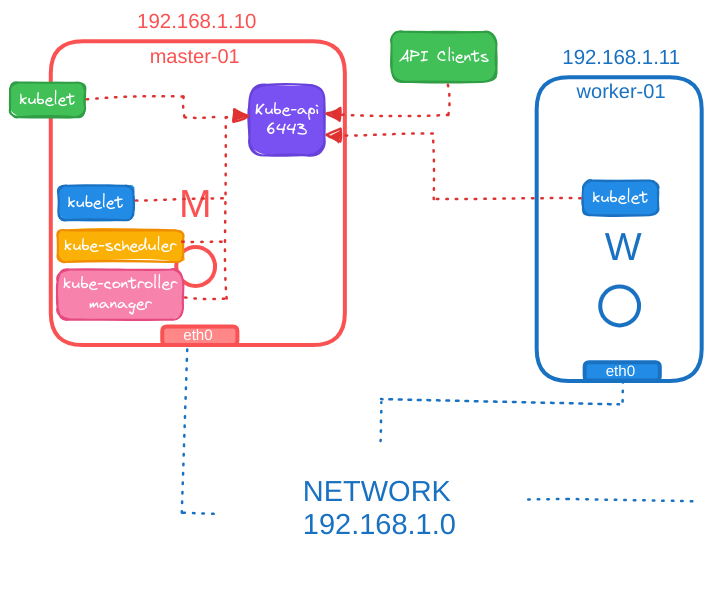 192.168.1.10
master-01
API Clients
192.168.1.11
worker-01
kubelet
Kube-api
6443
kubelet
kubelet
M
kube-scheduler
W
kube-controller
manager
eth0
eth0
NETWORK
192.168.1.0